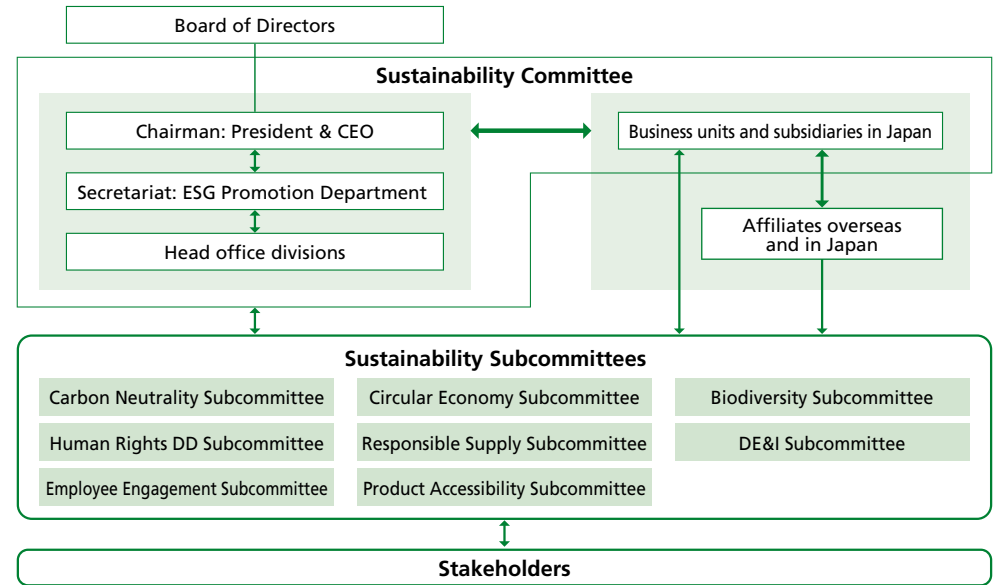 Board of Directors
Sustainability Committee
Chairman: President & CEO
Secretariat: ESG Promotion Department
Head office divisions
Business units and subsidiaries in Japan
Affiliates overseas
and in Japan
Sustainability Subcommittees
Carbon Neutrality Subcommittee
Circular Economy Subcommittee
Biodiversity Subcommittee
Human Rights DD Subcommittee
Responsible Supply Subcommittee
DE&I Subcommittee
Employee Engagement Subcommittee
Product Accessibility Subcommittee
Stakeholders